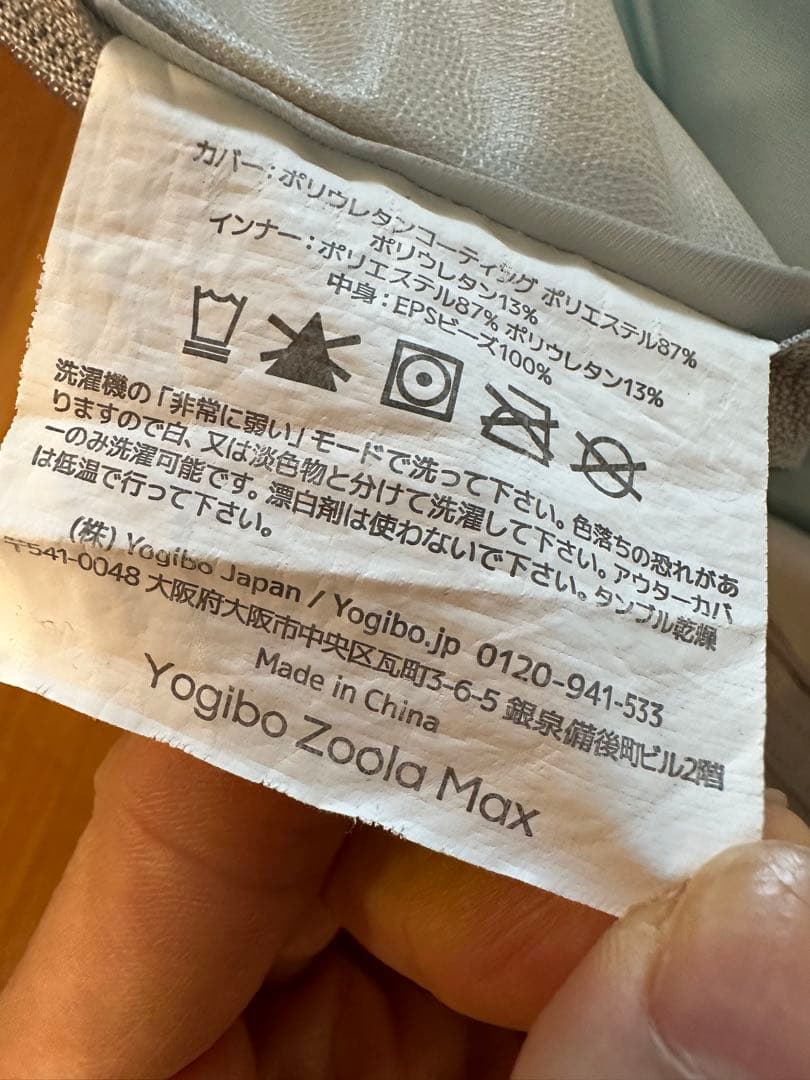 カバー：ポリウレタンコーティング ポリエステル87%
ポリウレタン13%
インナー：ポリエステル87% ポリウレタン13%
中身：EPSビーズ100%
洗濯機の「非常に弱い」モードで洗って下さい。色落ちの恐れがあ
りますので白、又は淡色物と分けて洗濯して下さい。アウターカバ
ーのみ洗濯可能です。漂白剤は使わないで下さい。タンブル乾燥
は低温で行って下さい。
(株) Yogibo Japan / Yogibo.jp 0120-941-533
〒541-0048 大阪府大阪市中央区瓦町3-6-5 銀泉備後町ビル2階
Made in China
Yogibo Zoola Max